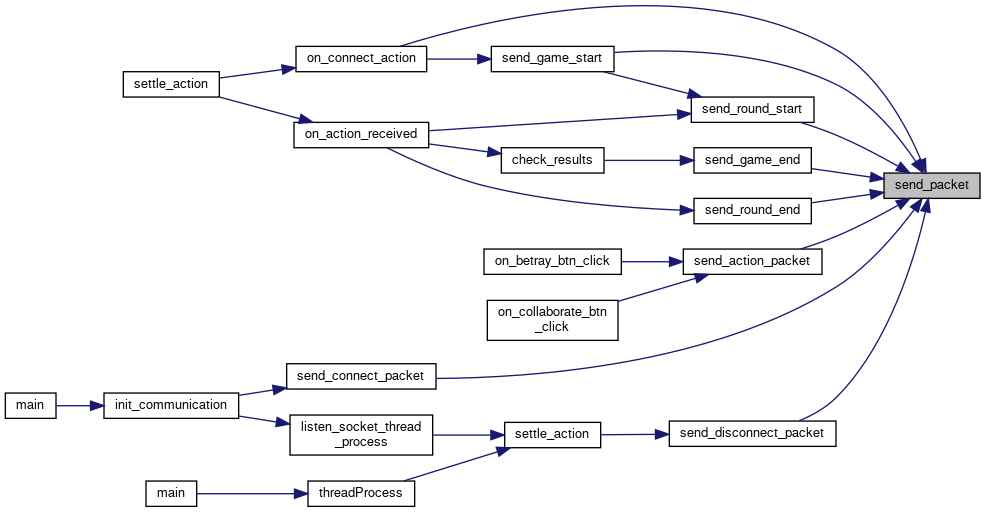 on_connect_action
send_game_start
settle_action
send_round_start
on_action_received
check_results
send_game_end
send_packet
send_round_end
on_betray_btn_click
send_action_packet
on_collaborate_btn
_click
send_connect_packet
main
init_communication
listen_socket_thread
_process
settle_action
send_disconnect_packet
main
threadProcess